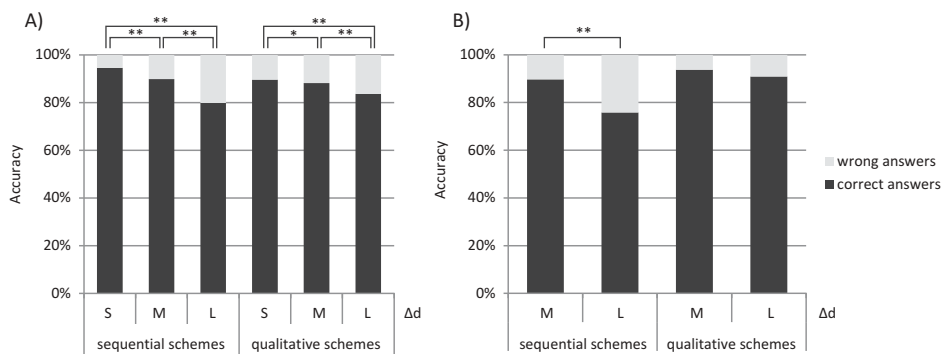 A)
**
**
** **
* **
100%
80%
60%
40%
20%
0%
Accuracy
S M L S M L Δd
sequential schemes qualitative schemes
B)
**
100%
80%
60%
40%
20%
0%
Accuracy
M L M L Δd
sequential schemes qualitative schemes
wrong answers
correct answers